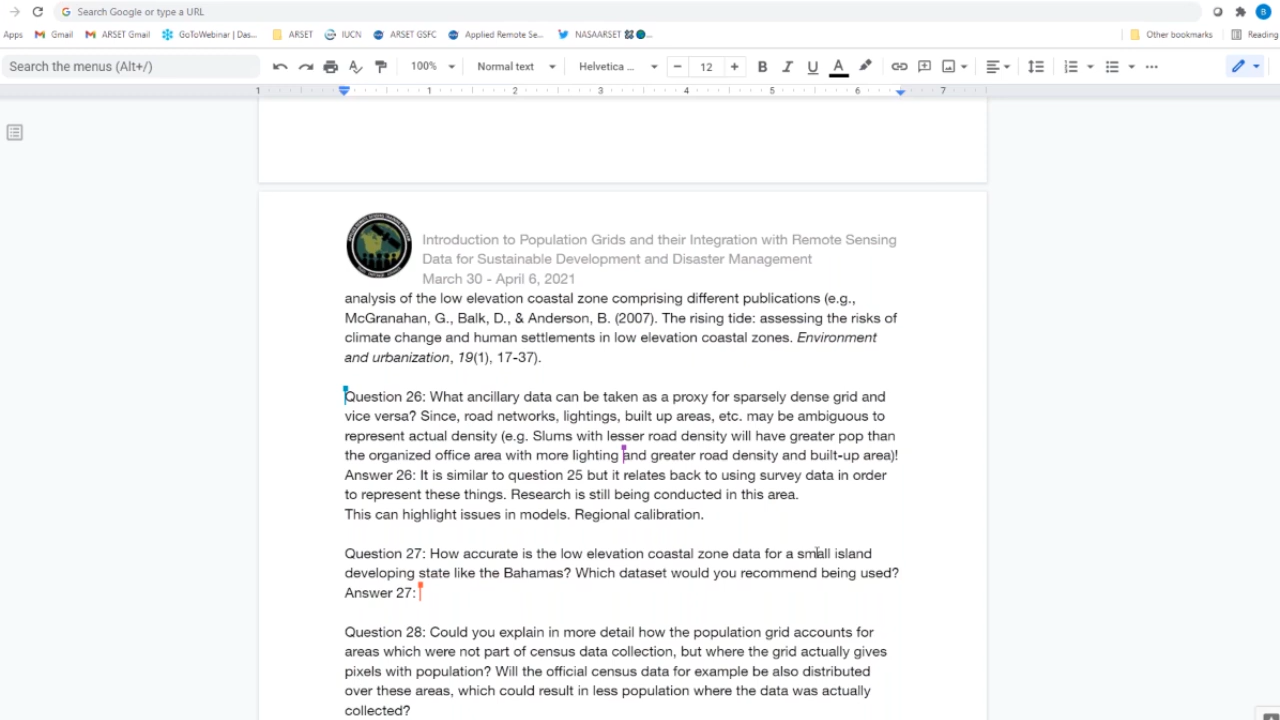 Search Google or type a URL
B
Apps Gmail ARSET Gmail GoToWebinar | Das... ARSET IUCN ARSET GSFC Applied Remote Se... NASAARSET Other bookmarks Reading
Search the menus (Alt+/) 100% Normal text Helvetica ... 12 B I U A
1 1 2 3 4 5 6 7
Introduction to Population Grids and their Integration with Remote Sensing
Data for Sustainable Development and Disaster Management
March 30 - April 6, 2021
analysis of the low elevation coastal zone comprising different publications (e.g.,
McGranahan, G., Balk, D., & Anderson, B. (2007). The rising tide: assessing the risks of
climate change and human settlements in low elevation coastal zones. Environment
and urbanization, 19(1), 17-37).
Question 26: What ancillary data can be taken as a proxy for sparsely dense grid and
vice versa? Since, road networks, lightings, built up areas, etc. may be ambiguous to
represent actual density (e.g. Slums with lesser road density will have greater pop than
the organized office area with more lighting and greater road density and built-up area)!
Answer 26: It is similar to question 25 but it relates back to using survey data in order
to represent these things. Research is still being conducted in this area.
This can highlight issues in models. Regional calibration.
Question 27: How accurate is the low elevation coastal zone data for a small island
developing state like the Bahamas? Which dataset would you recommend being used?
Answer 27:
Question 28: Could you explain in more detail how the population grid accounts for
areas which were not part of census data collection, but where the grid actually gives
pixels with population? Will the official census data for example be also distributed
over these areas, which could result in less population where the data was actually
collected?